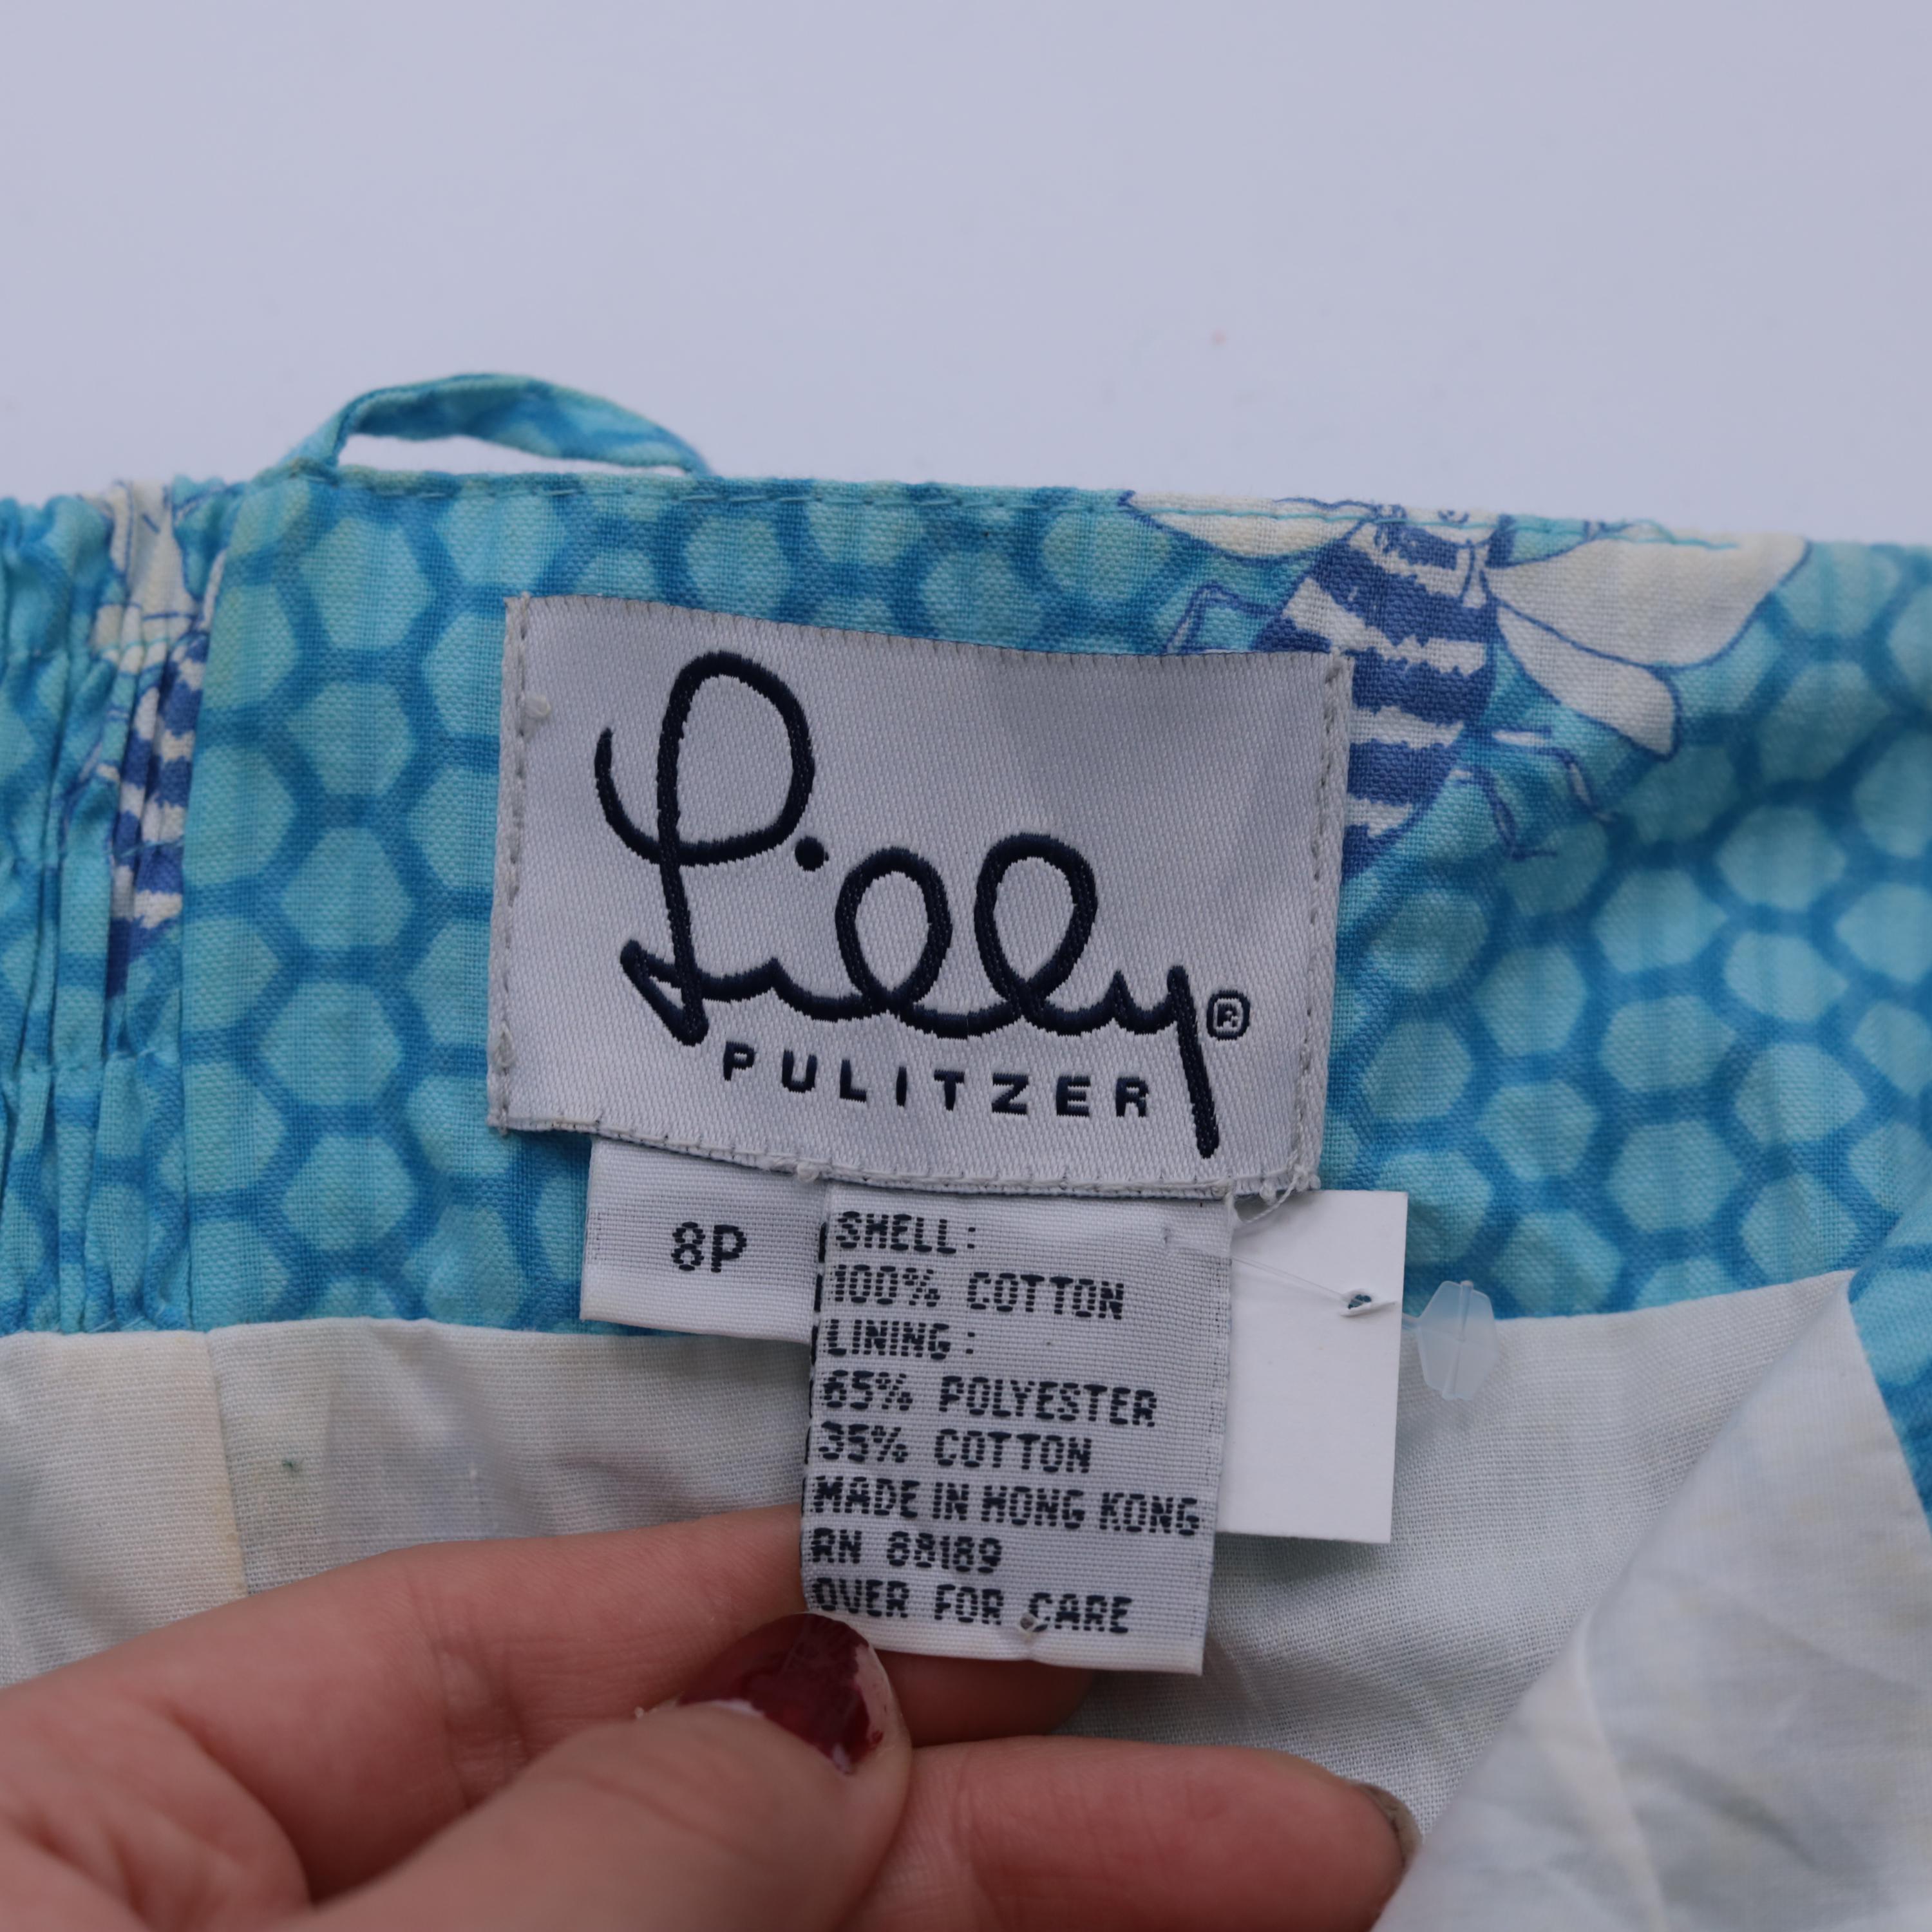 Lilly®
PULITZER
8P
SHELL:
100% COTTON
LINING:
65% POLYESTER
35% COTTON
MADE IN HONG KONG
RN 88189
OVER FOR CARE